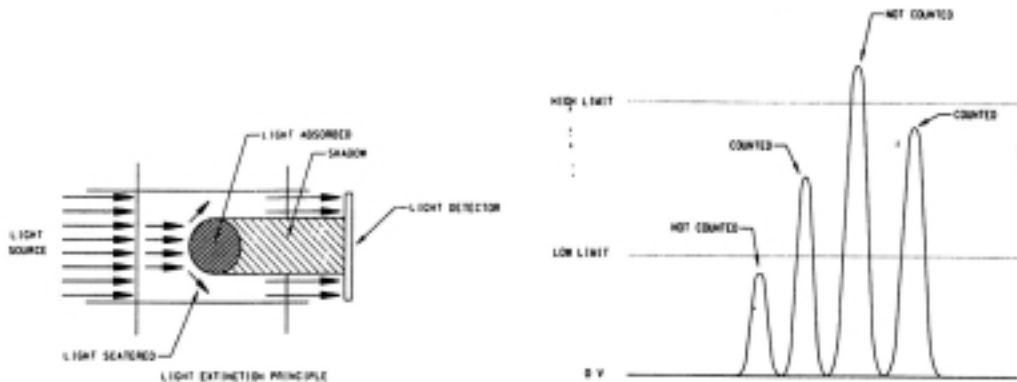 LIGHT ABSORBED
SHADOW
LIGHT DETECTOR
LIGHT
SOURCE
LIGHT SCATERED
LIGHT EXTINCTION PRINCIPLE
NOT COUNTED
HIGH LIMIT
COUNTED
COUNTED
NOT COUNTED
LOW LIMIT
0 V